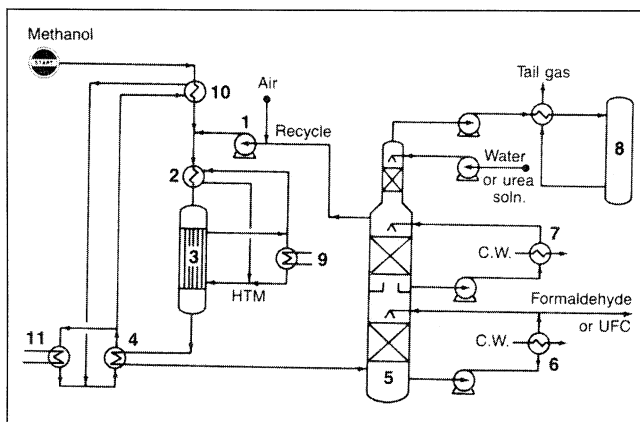 Methanol
START
10
Air
1
Recycle
2
3
HTM
9
11
4
5
Tail gas
8
Water
or urea
soln.
7
C.W.
Formaldehyde
or UFC
C.W.
6